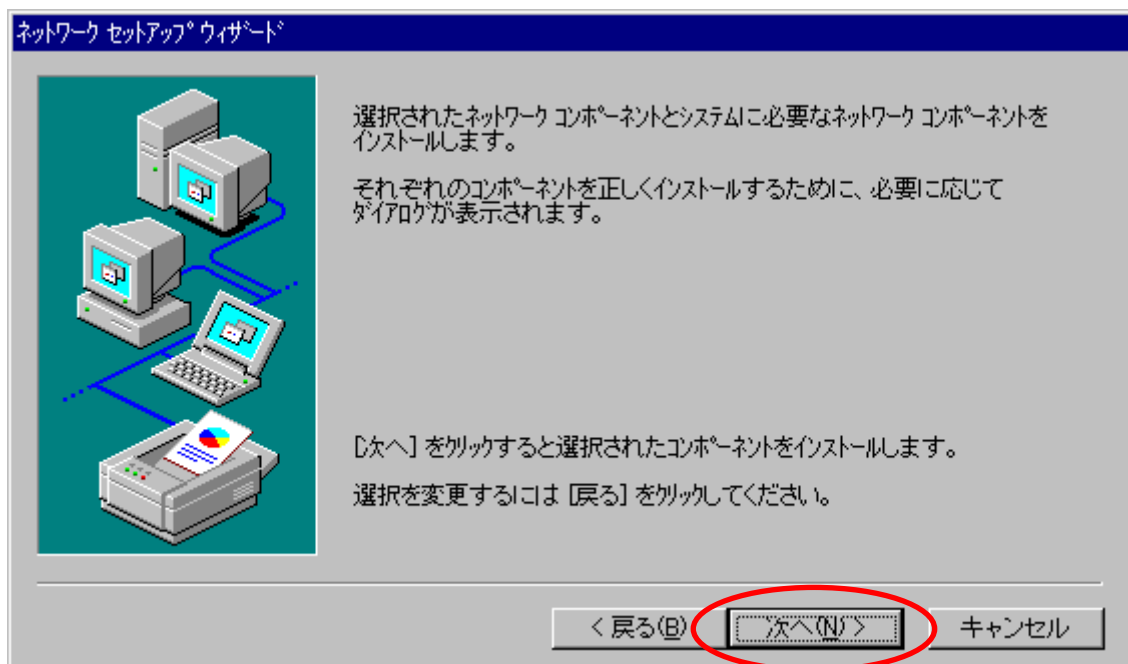 ネットワーク セットアップ ウィザード
選択されたネットワーク コンポーネントとシステムに必要なネットワーク コンポーネントを
インストールします。
それぞれのコンポーネントを正しくインストールするために、必要に応じて
ダイアログが表示されます。
[次へ] をクリックすると選択されたコンポーネントをインストールします。
選択を変更するには [戻る] をクリックしてください。
< 戻る(B) 次へ(N) > キャンセル